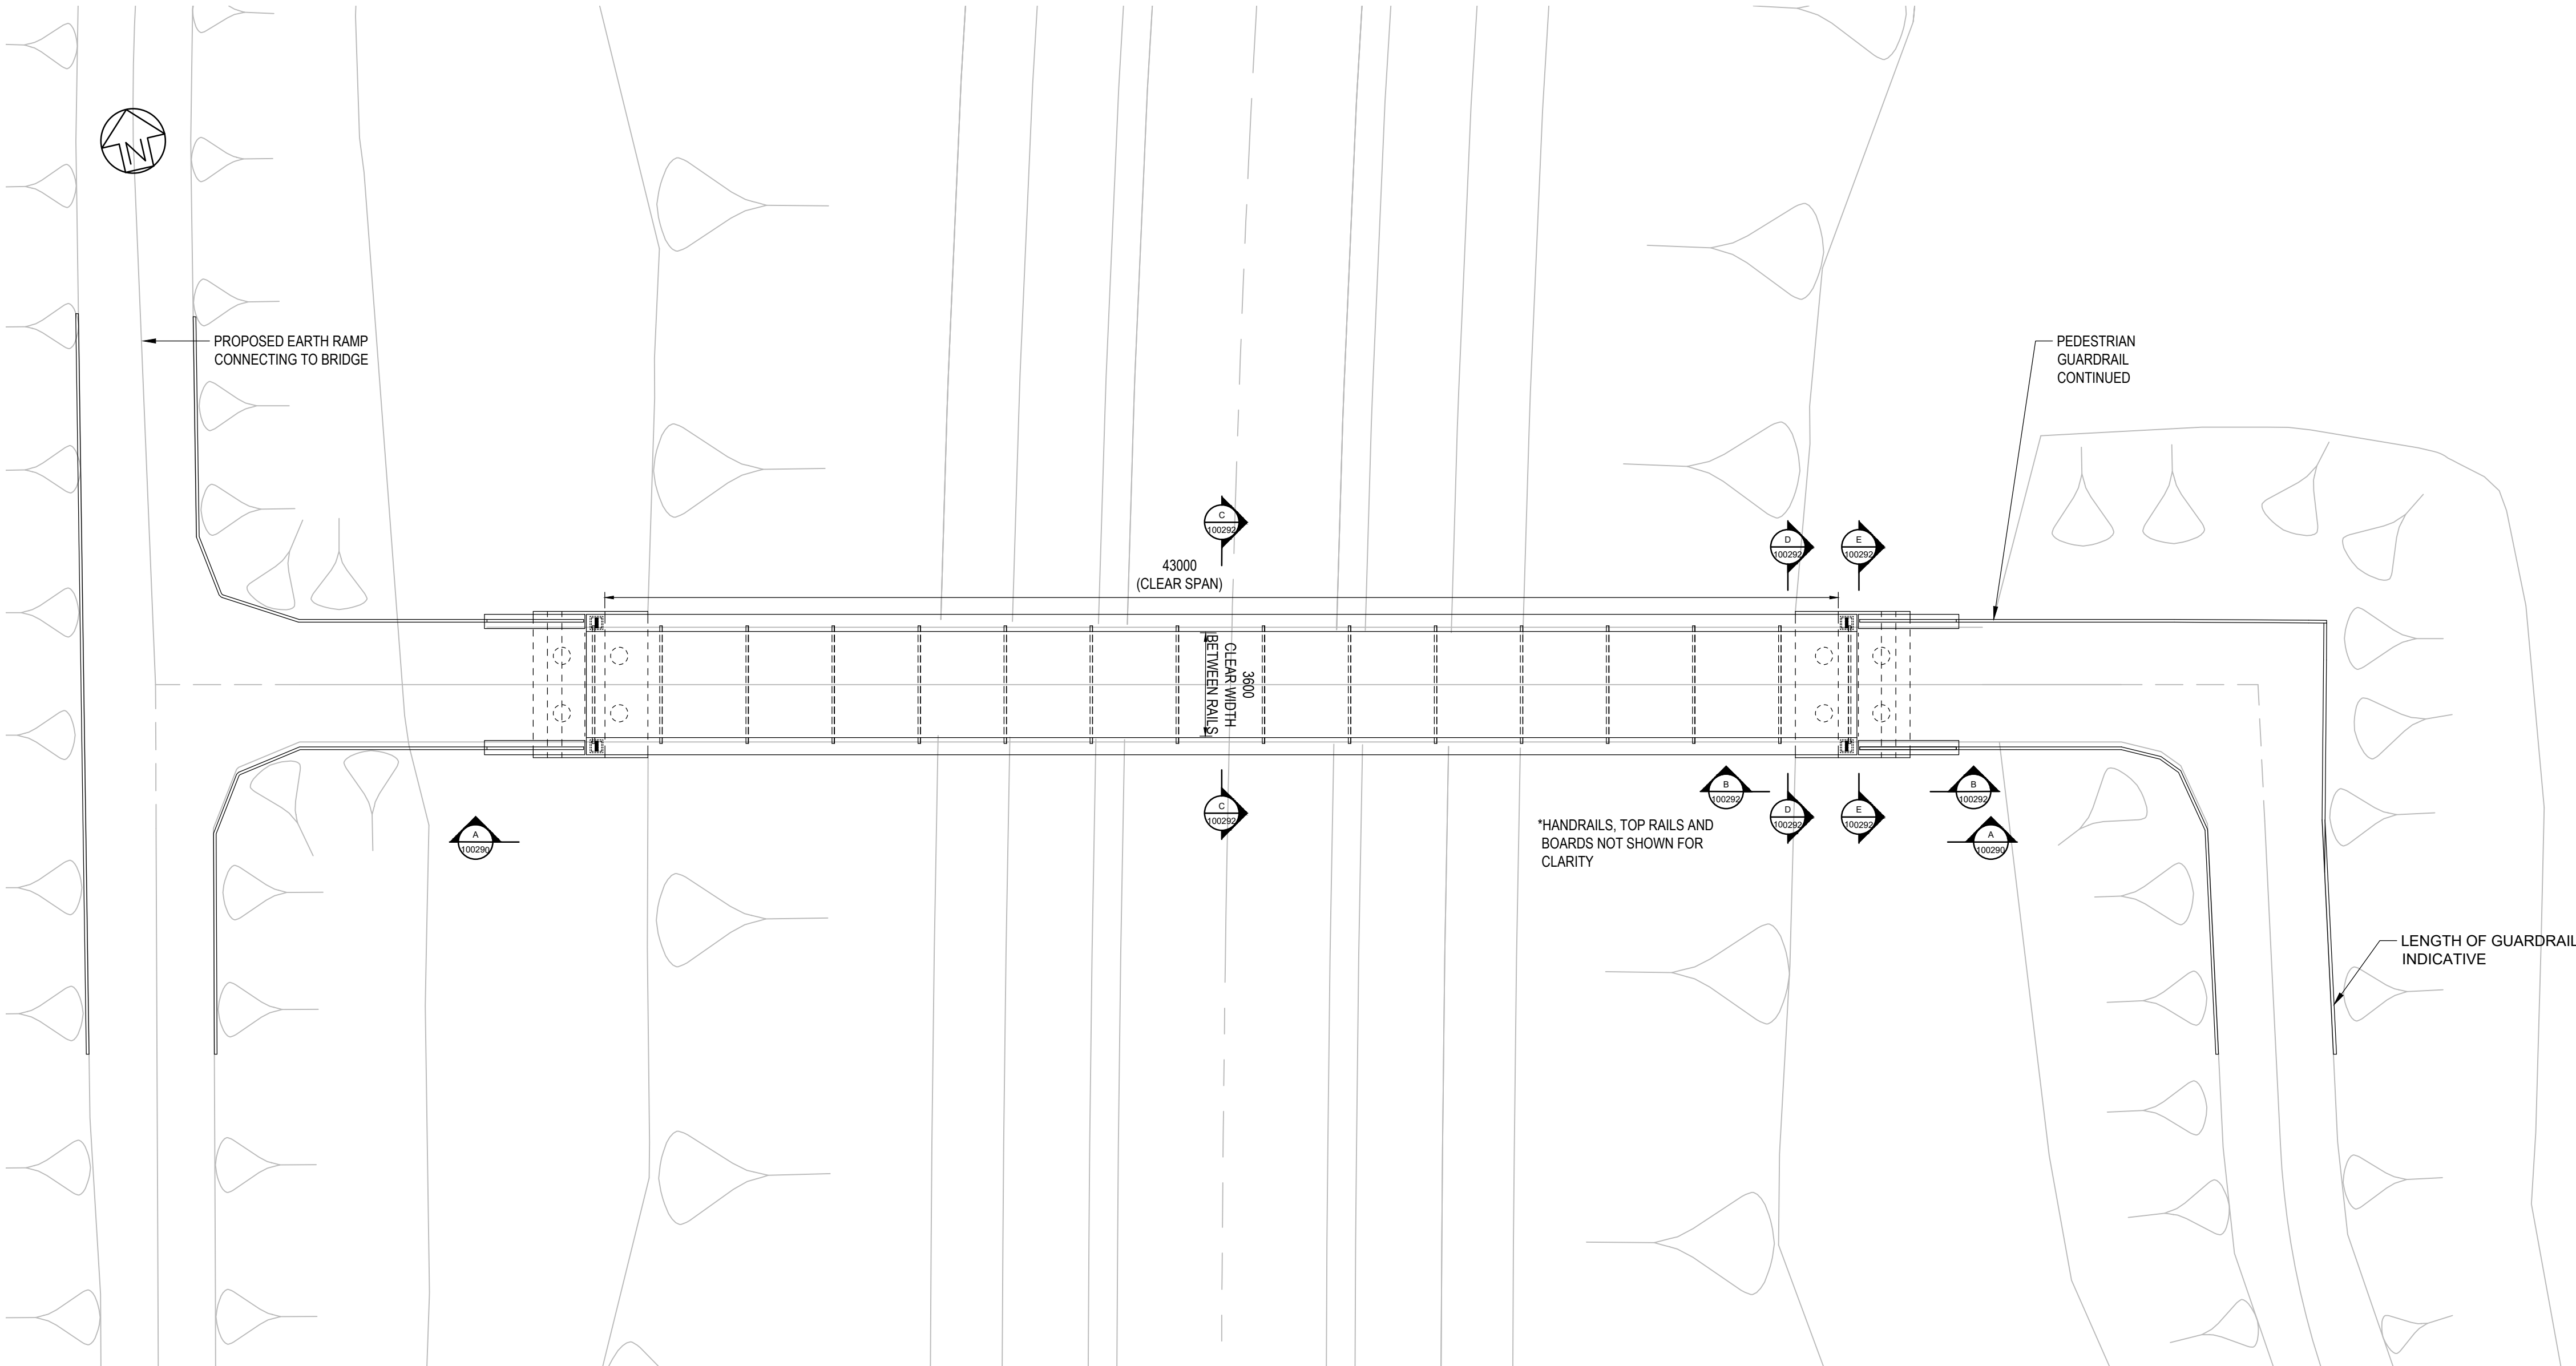 N
PROPOSED EARTH RAMP
CONNECTING TO BRIDGE
PEDESTRIAN
GUARDRAIL
CONTINUED
C
100292
D
100292
E
100292
43000
(CLEAR SPAN)
3600
CLEAR WIDTH
BETWEEN RAILS
B
100292
B
100292
C
100292
D
100292
E
100292
A
100290
A
100290
*HANDRAILS, TOP RAILS AND
BOARDS NOT SHOWN FOR
CLARITY
LENGTH OF GUARDRAIL
INDICATIVE